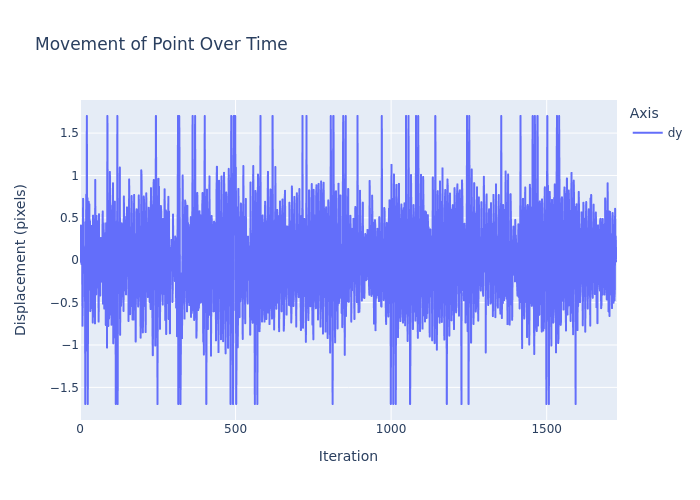 Movement of Point Over Time
Axis
dy
1.5
1
0.5
0
−0.5
−1
−1.5
Displacement (pixels)
0
500
1000
1500
Iteration